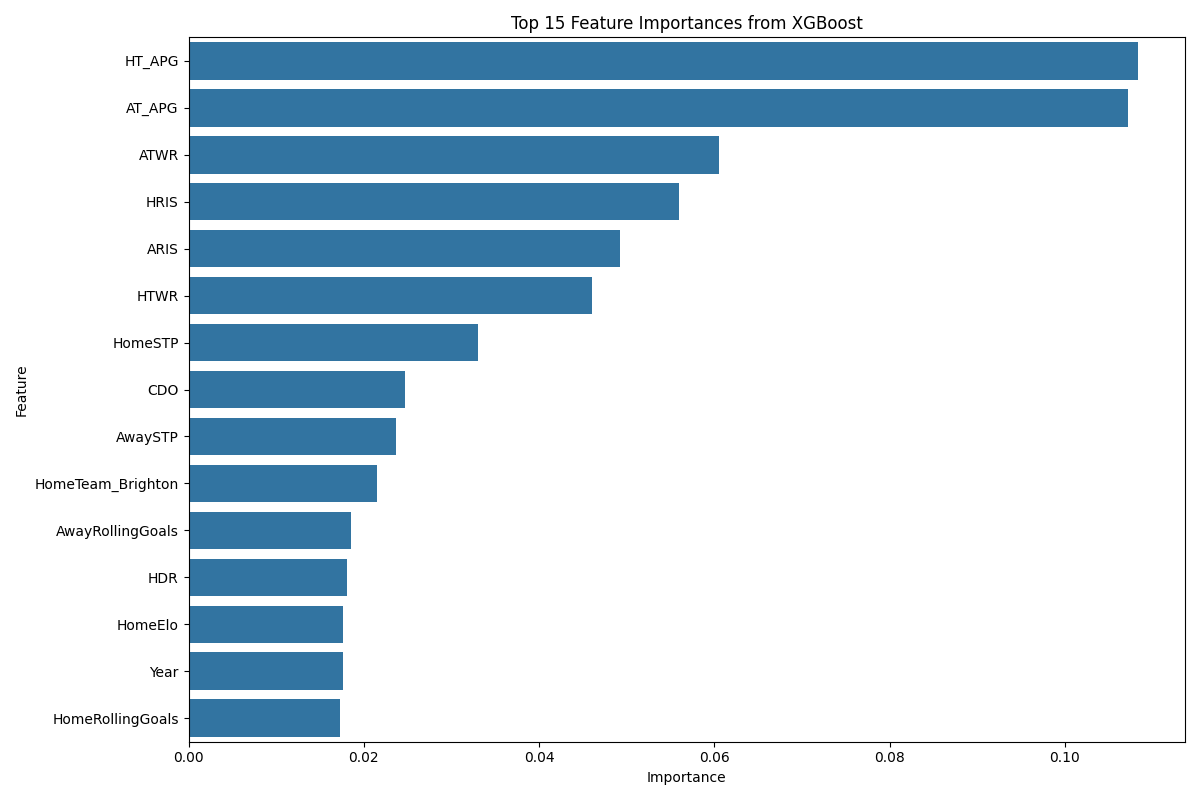 Top 15 Feature Importances from XGBoost
HT_APG
AT_APG
ATWR
HRIS
ARIS
HTWR
HomeSTP
CDO
AwaySTP
HomeTeam_Brighton
AwayRollingGoals
HDR
HomeElo
Year
HomeRollingGoals
Feature
0.00 0.02 0.04 0.06 0.08 0.10
Importance